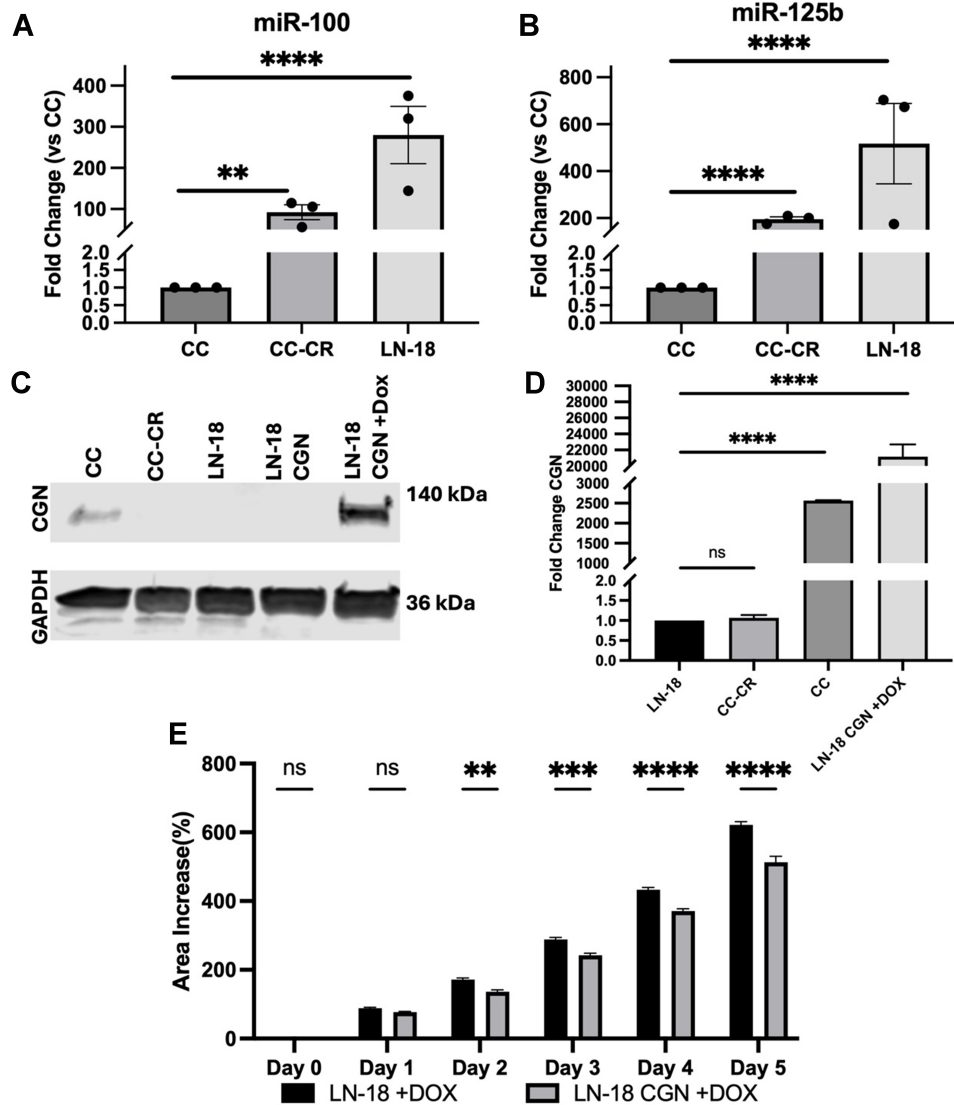 A
miR-100
****
**
Fold Change (vs CC)
400
300
200
100
2.0
1.5
1.0
0.5
0.0
CC
CC-CR
LN-18
B
miR-125b
****
****
Fold Change (vs CC)
800
600
400
200
2.0
1.5
1.0
0.5
0.0
CC
CC-CR
LN-18
C
CC
CC-CR
LN-18
LN-18
CGN
LN-18
CGN +Dox
CGN
140 kDa
GAPDH
36 kDa
D
****
****
ns
Fold Change CGN
30000
28000
26000
24000
22000
20000
3000
2500
2000
1500
1000
2.0
1.5
1.0
0.5
0.0
LN-18
CC-CR
CC
LN-18 CGN +DOX
E
ns
ns
**
***
****
****
Area Increase(%)
800
600
400
200
0
Day 0
Day 1
Day 2
Day 3
Day 4
Day 5
LN-18 +DOX
LN-18 CGN +DOX